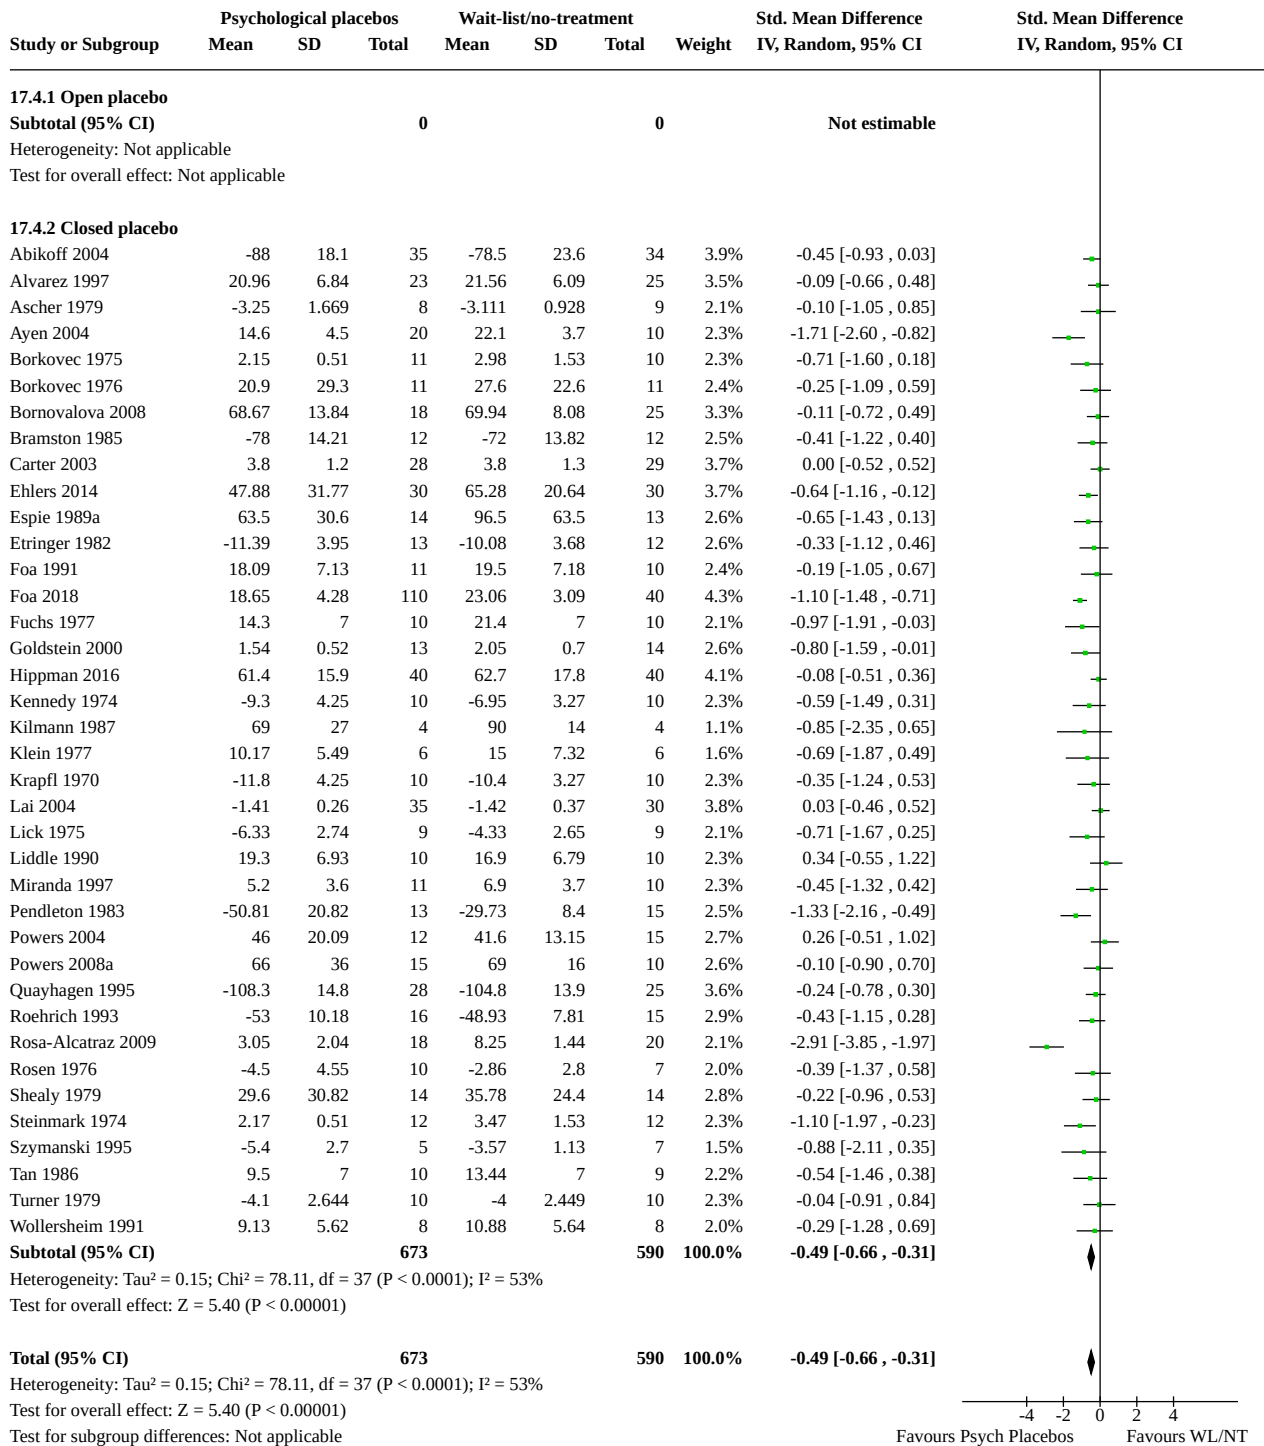 Psychological placebos Wait-list/no-treatment Std. Mean Difference Std. Mean Difference
Study or Subgroup Mean SD Total Mean SD Total Weight IV, Random, 95% CI IV, Random, 95% CI
17.4.1 Open placebo
Subtotal (95% CI) 0 0 Not estimable
Heterogeneity: Not applicable
Test for overall effect: Not applicable
17.4.2 Closed placebo
Abikoff 2004 -88 18.1 35 -78.5 23.6 34 3.9% -0.45 [-0.93 , 0.03]
Alvarez 1997 20.96 6.84 23 21.56 6.09 25 3.5% -0.09 [-0.66 , 0.48]
Ascher 1979 -3.25 1.669 8 -3.111 0.928 9 2.1% -0.10 [-1.05 , 0.85]
Ayen 2004 14.6 4.5 20 22.1 3.7 10 2.3% -1.71 [-2.60 , -0.82]
Borkovec 1975 2.15 0.51 11 2.98 1.53 10 2.3% -0.71 [-1.60 , 0.18]
Borkovec 1976 20.9 29.3 11 27.6 22.6 11 2.4% -0.25 [-1.09 , 0.59]
Bornovalova 2008 68.67 13.84 18 69.94 8.08 25 3.3% -0.11 [-0.72 , 0.49]
Bramston 1985 -78 14.21 12 -72 13.82 12 2.5% -0.41 [-1.22 , 0.40]
Carter 2003 3.8 1.2 28 3.8 1.3 29 3.7% 0.00 [-0.52 , 0.52]
Ehlers 2014 47.88 31.77 30 65.28 20.64 30 3.7% -0.64 [-1.16 , -0.12]
Espie 1989a 63.5 30.6 14 96.5 63.5 13 2.6% -0.65 [-1.43 , 0.13]
Etringer 1982 -11.39 3.95 13 -10.08 3.68 12 2.6% -0.33 [-1.12 , 0.46]
Foa 1991 18.09 7.13 11 19.5 7.18 10 2.4% -0.19 [-1.05 , 0.67]
Foa 2018 18.65 4.28 110 23.06 3.09 40 4.3% -1.10 [-1.48 , -0.71]
Fuchs 1977 14.3 7 10 21.4 7 10 2.1% -0.97 [-1.91 , -0.03]
Goldstein 2000 1.54 0.52 13 2.05 0.7 14 2.6% -0.80 [-1.59 , -0.01]
Hippman 2016 61.4 15.9 40 62.7 17.8 40 4.1% -0.08 [-0.51 , 0.36]
Kennedy 1974 -9.3 4.25 10 -6.95 3.27 10 2.3% -0.59 [-1.49 , 0.31]
Kilmann 1987 69 27 4 90 14 4 1.1% -0.85 [-2.35 , 0.65]
Klein 1977 10.17 5.49 6 15 7.32 6 1.6% -0.69 [-1.87 , 0.49]
Krapfl 1970 -11.8 4.25 10 -10.4 3.27 10 2.3% -0.35 [-1.24 , 0.53]
Lai 2004 -1.41 0.26 35 -1.42 0.37 30 3.8% 0.03 [-0.46 , 0.52]
Lick 1975 -6.33 2.74 9 -4.33 2.65 9 2.1% -0.71 [-1.67 , 0.25]
Liddle 1990 19.3 6.93 10 16.9 6.79 10 2.3% 0.34 [-0.55 , 1.22]
Miranda 1997 5.2 3.6 11 6.9 3.7 10 2.3% -0.45 [-1.32 , 0.42]
Pendleton 1983 -50.81 20.82 13 -29.73 8.4 15 2.5% -1.33 [-2.16 , -0.49]
Powers 2004 46 20.09 12 41.6 13.15 15 2.7% 0.26 [-0.51 , 1.02]
Powers 2008a 66 36 15 69 16 10 2.6% -0.10 [-0.90 , 0.70]
Quayhagen 1995 -108.3 14.8 28 -104.8 13.9 25 3.6% -0.24 [-0.78 , 0.30]
Roehrich 1993 -53 10.18 16 -48.93 7.81 15 2.9% -0.43 [-1.15 , 0.28]
Rosa-Alcatraz 2009 3.05 2.04 18 8.25 1.44 20 2.1% -2.91 [-3.85 , -1.97]
Rosen 1976 -4.5 4.55 10 -2.86 2.8 7 2.0% -0.39 [-1.37 , 0.58]
Shealy 1979 29.6 30.82 14 35.78 24.4 14 2.8% -0.22 [-0.96 , 0.53]
Steinmark 1974 2.17 0.51 12 3.47 1.53 12 2.3% -1.10 [-1.97 , -0.23]
Szymanski 1995 -5.4 2.7 5 -3.57 1.13 7 1.5% -0.88 [-2.11 , 0.35]
Tan 1986 9.5 7 10 13.44 7 9 2.2% -0.54 [-1.46 , 0.38]
Turner 1979 -4.1 2.644 10 -4 2.449 10 2.3% -0.04 [-0.91 , 0.84]
Wollersheim 1991 9.13 5.62 8 10.88 5.64 8 2.0% -0.29 [-1.28 , 0.69]
Subtotal (95% CI) 673 590 100.0% -0.49 [-0.66 , -0.31]
Heterogeneity: Tau² = 0.15; Chi² = 78.11, df = 37 (P < 0.0001); I² = 53%
Test for overall effect: Z = 5.40 (P < 0.00001)
Total (95% CI) 673 590 100.0% -0.49 [-0.66 , -0.31]
Heterogeneity: Tau² = 0.15; Chi² = 78.11, df = 37 (P < 0.0001); I² = 53%
Test for overall effect: Z = 5.40 (P < 0.00001)
-4 -2 0 2 4
Test for subgroup differences: Not applicable Favours Psych Placebos Favours WL/NT